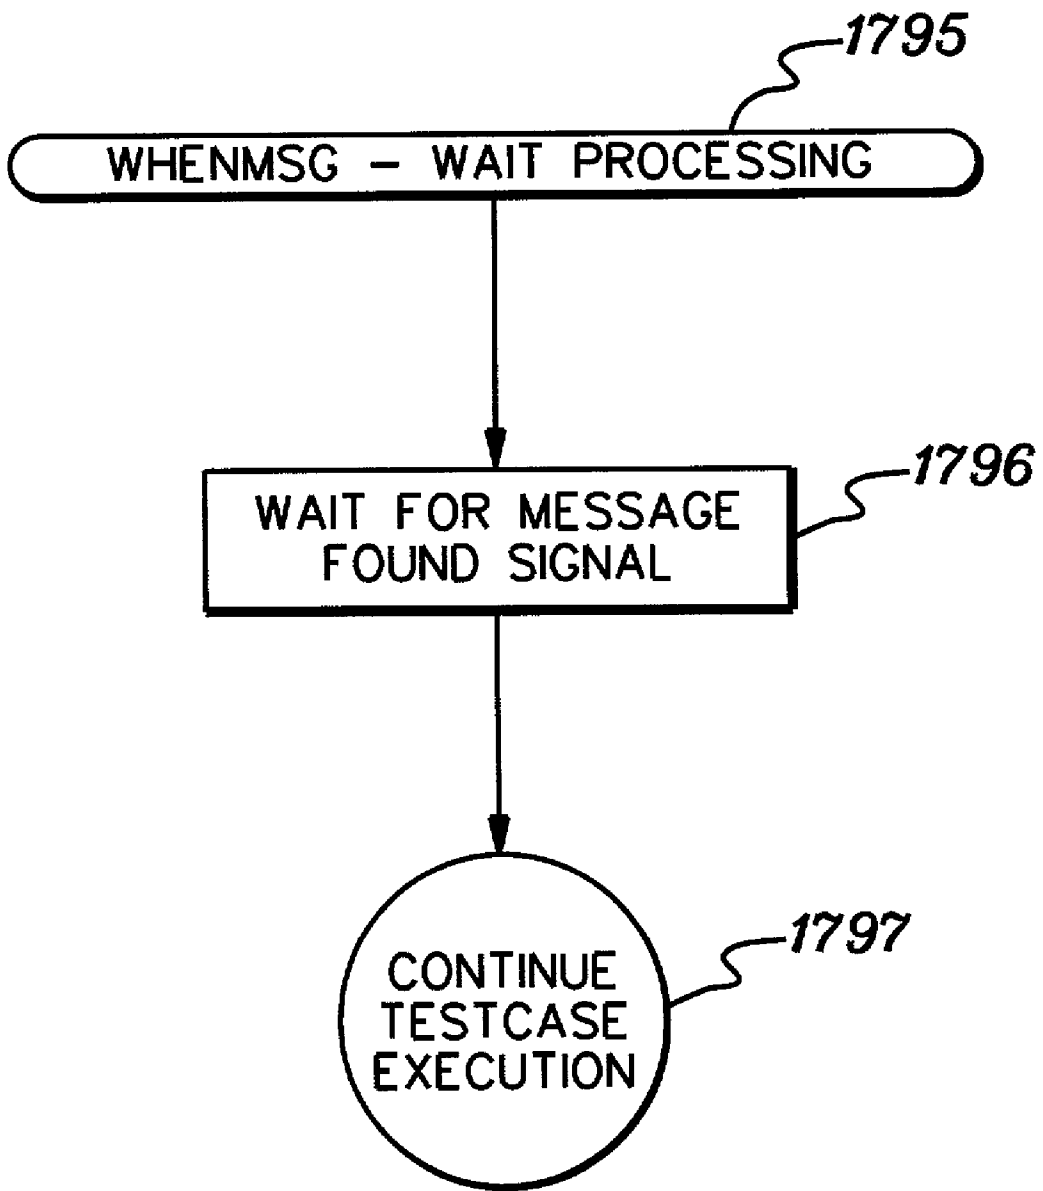 1795
WHENMSG - WAIT PROCESSING
1796
WAIT FOR MESSAGE
FOUND SIGNAL
1797
CONTINUE
TESTCASE
EXECUTION